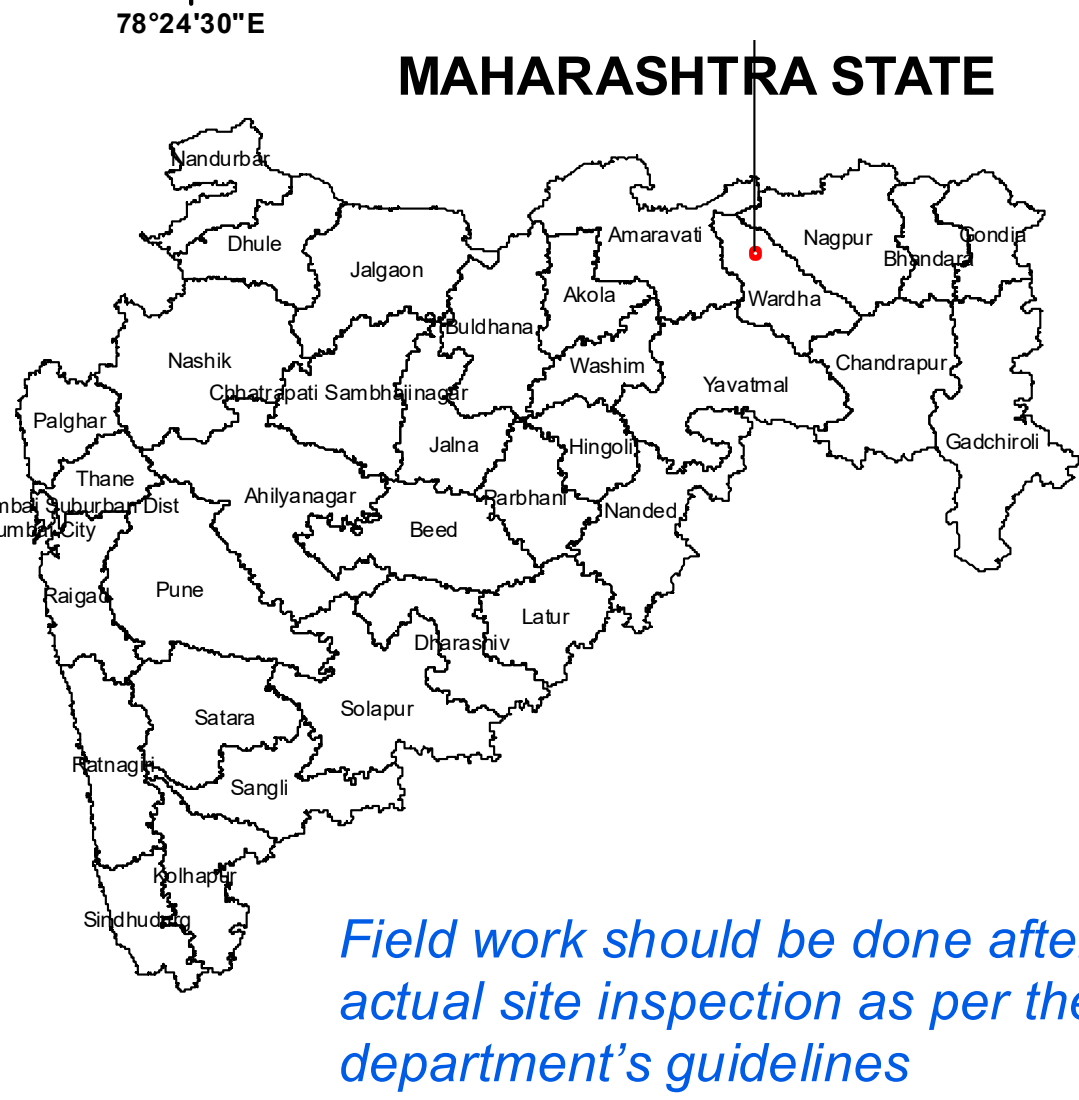 78°24'30"E
MAHARASHTRA STATE
Nandurbar
Dhule
Jalgaon
Amaravati
Nagpur
Gondia
Bhandara
Akola
Wardha
Buldhana
Nashik
Washim
Chandrapur
Chhatrapati Sambhajinagar
Yavatmal
Palghar
Jalna
Hingoli
Gadchiroli
Thane
Ahilyanagar
Parbhani
mbai Suburban Dist
Nanded
umbai City
Beed
Raigad
Pune
Latur
Dharashiv
Satara
Solapur
Ratnagiri
Sangli
Kolhapur
Sindhudurg
Field work should be done afte
actual site inspection as per the
department’s guidelines